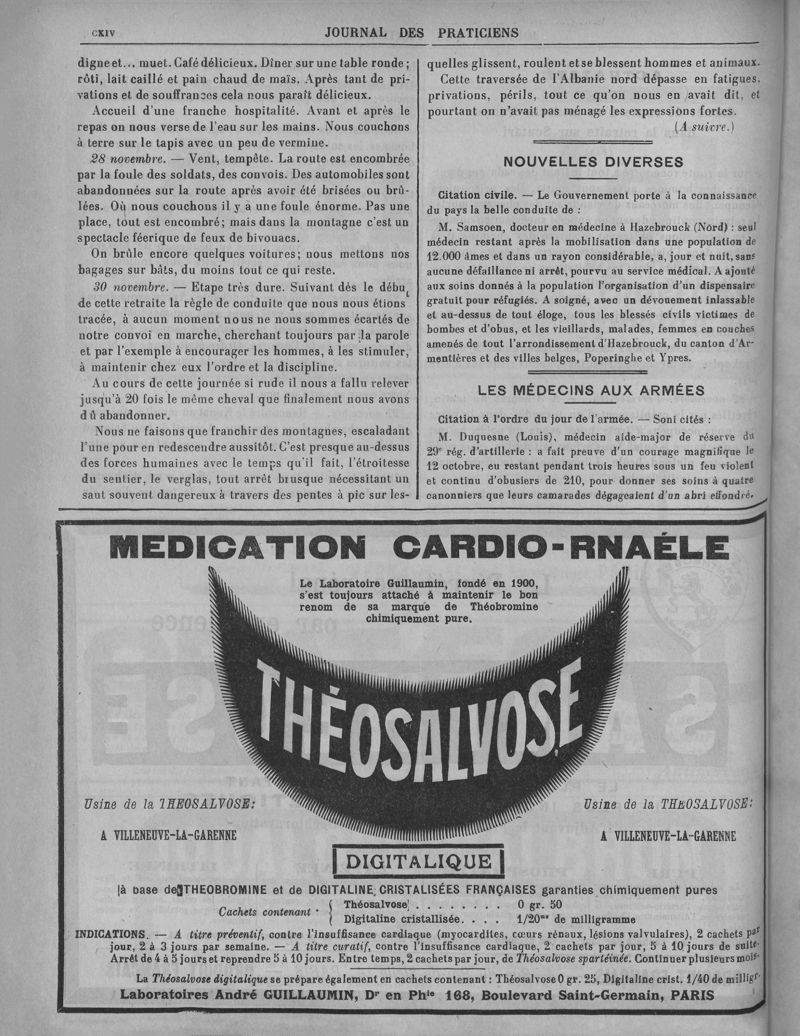 CXIV
JOURNAL DES PRATICIENS
digne et... muet. Café délicieux. Dîner sur une table ronde ;
rôti, lait caillé et pain chaud de maïs. Après tant de pri-
vations et de souffrances cela nous paraît délicieux.
Accueil d'une franche hospitalité. Avant et après le
repas on nous verse de l'eau sur les mains. Nous couchons
à terre sur le tapis avec un peu de vermine.
28 novembre. — Vent, tempête. La route est encombrée
par la foule des soldats, des convois. Des automobiles sont
abandonnées sur la route après avoir été brisées ou brû-
lées. Où nous couchons il y a une foule énorme. Pas une
place, tout est encombré; mais dans la montagne c'est un
spectacle féerique de feux de bivouacs.
On brûle encore quelques voitures; nous mettons nos
bagages sur bâts, du moins tout ce qui reste.
30 novembre. — Etape très dure. Suivant dès le début
de cette retraite la règle de conduite que nous nous étions
tracée, à aucun moment nous ne nous sommes écartés de
notre convoi en marche, cherchant toujours par la parole
et par l'exemple à encourager les hommes, à les stimuler,
à maintenir chez eux l'ordre et la discipline.
Au cours de cette journée si rude il nous a fallu relever
jusqu'à 20 fois le même cheval que finalement nous avons
dû abandonner.
Nous ne faisons que franchir des montagnes, escaladant
l'une pour en redescendre aussitôt. C'est presque au-dessus
des forces humaines avec le temps qu'il fait, l'étroitesse
du sentier, le verglas, tout arrêt brusque nécessitant un
saut souvent dangereux à travers des pentes à pic sur les-
quelles glissent, roulent et se blessent hommes et animaux.
Cette traversée de l'Albanie nord dépasse en fatigues,
privations, périls, tout ce qu'on nous en avait dit, et
pourtant on n'avait pas ménagé les expressions fortes.
(A suivre.)
NOUVELLES DIVERSES
Citation civile. — Le Gouvernement porte à la connaissance
du pays la belle conduite de :
M. Samsoen, docteur en médecine à Hazebrouck (Nord) : seul
médecin restant après la mobilisation dans une population de
12.000 âmes et dans un rayon considérable, a, jour et nuit, sans
aucune défaillance ni arrêt, pourvu au service médical. A ajouté
aux soins donnés à la population l'organisation d'un dispensaire
gratuit pour réfugiés. A soigné, avec un dévouement inlassable
et au-dessus de tout éloge, tous les blessés civils victimes de
bombes et d'obus, et les vieillards, malades, femmes en couches
amenés de tout l'arrondissement d'Hazebrouck, du canton d'Ar-
mentières et des villes belges, Poperinghe et Ypres.
LES MÉDECINS AUX ARMÉES
Citation à l'ordre du jour de l'armée. — Soni cités :
M. Duquesne (Louis), médecin aide-major de réserve du
29e rég. d'artillerie : a fait preuve d'un courage magnifique le
12 octobre, eu restant pendant trois heures sous un feu violent
et continu d'obusiers de 210, pour donner ses soins à quatre
canonniers que leurs camarades dégageaient d'un abri effondré.
MEDICATION CARDIO-RNAÉLE
Le Laboratoire Guillaumin, fondé en 1900,
s'est toujours attaché à maintenir le bon
renom de sa marque de Théobromine
chimiquement pure.
THÉOSALVOSE
Usine de la THEOSALVOSE:
A VILLENEUVE-LA-GARENNE
Usine de la THEOSALVOSE:
A VILLENEUVE-LA-GARENNE
DIGITALIQUE
à base de THEOBROMINE et de DIGITALINE, CRISTALISÉES FRANÇAISES garanties chimiquement pures
Cachets contenant : { Théosalvose . . . . . . . . 0 gr. 50
Digitaline cristallisée. . . . 1/20me de milligramme
INDICATIONS. — A titre préventif, contre l'insuffisance cardiaque (myocardites, cœurs rénaux, lésions valvulaires), 2 cachets par
jour, 2 à 3 jours par semaine. — A titre curatif, contre l'insuffisance cardiaque, 2 cachets par jour, 5 à 10 jours de suite.
Arrêt de 4 à 5 jours et reprendre 5 à 10 jours. Entre temps, 2 cachets par jour, de Théosalvose spartéinée. Continuer plusieurs mois.
La Théosalvose digitalique se prépare également en cachets contenant : Théosalvose 0 gr. 25, Digitaline crist. 1/40 de milligr.
Laboratoires André GUILLAUMIN, Dr en Phie 168, Boulevard Saint-Germain, PARIS